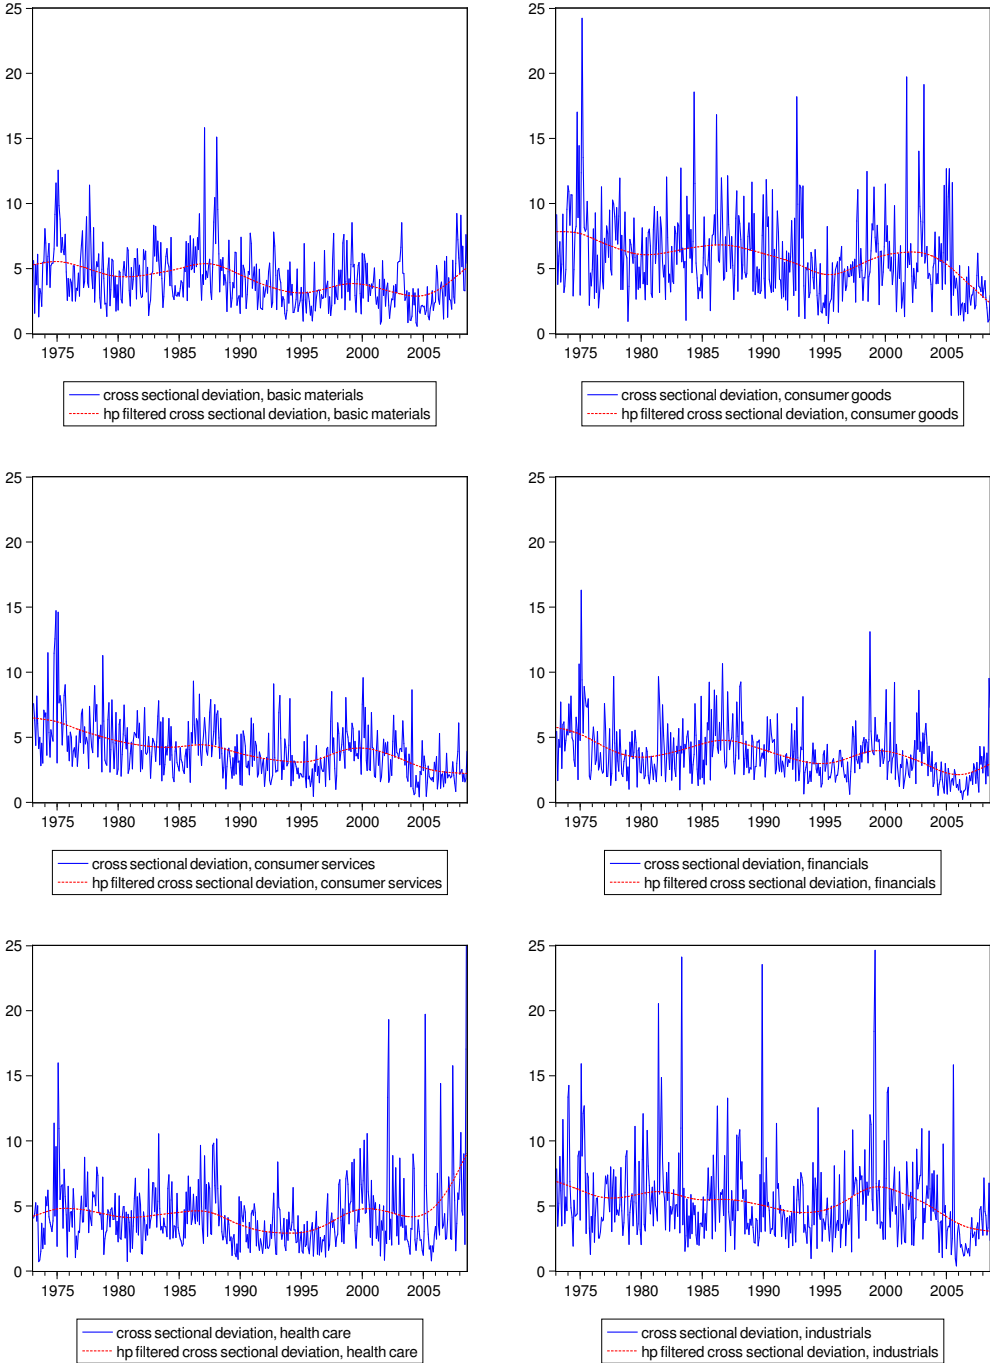 25
20
15
10
5
0
1975 1980 1985 1990 1995 2000 2005
cross sectional deviation, basic materials
hp filtered cross sectional deviation, basic materials
25
20
15
10
5
0
1975 1980 1985 1990 1995 2000 2005
cross sectional deviation, consumer goods
hp filtered cross sectional deviation, consumer goods
25
20
15
10
5
0
1975 1980 1985 1990 1995 2000 2005
cross sectional deviation, consumer services
hp filtered cross sectional deviation, consumer services
25
20
15
10
5
0
1975 1980 1985 1990 1995 2000 2005
cross sectional deviation, financials
hp filtered cross sectional deviation, financials
25
20
15
10
5
0
1975 1980 1985 1990 1995 2000 2005
cross sectional deviation, health care
hp filtered cross sectional deviation, health care
25
20
15
10
5
0
1975 1980 1985 1990 1995 2000 2005
cross sectional deviation, industrials
hp filtered cross sectional deviation, industrials